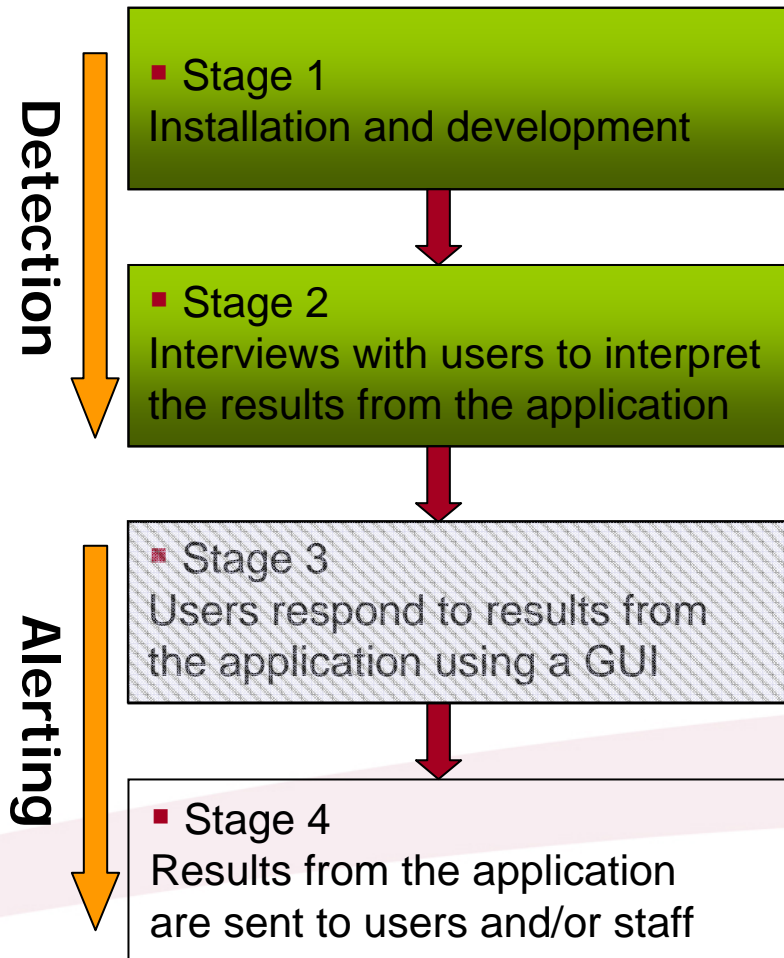 Detection
▪ Stage 1
Installation and development
▪ Stage 2
Interviews with users to interpret
the results from the application
Alerting
▪ Stage 3
Users respond to results from
the application using a GUI
▪ Stage 4
Results from the application
are sent to users and/or staff